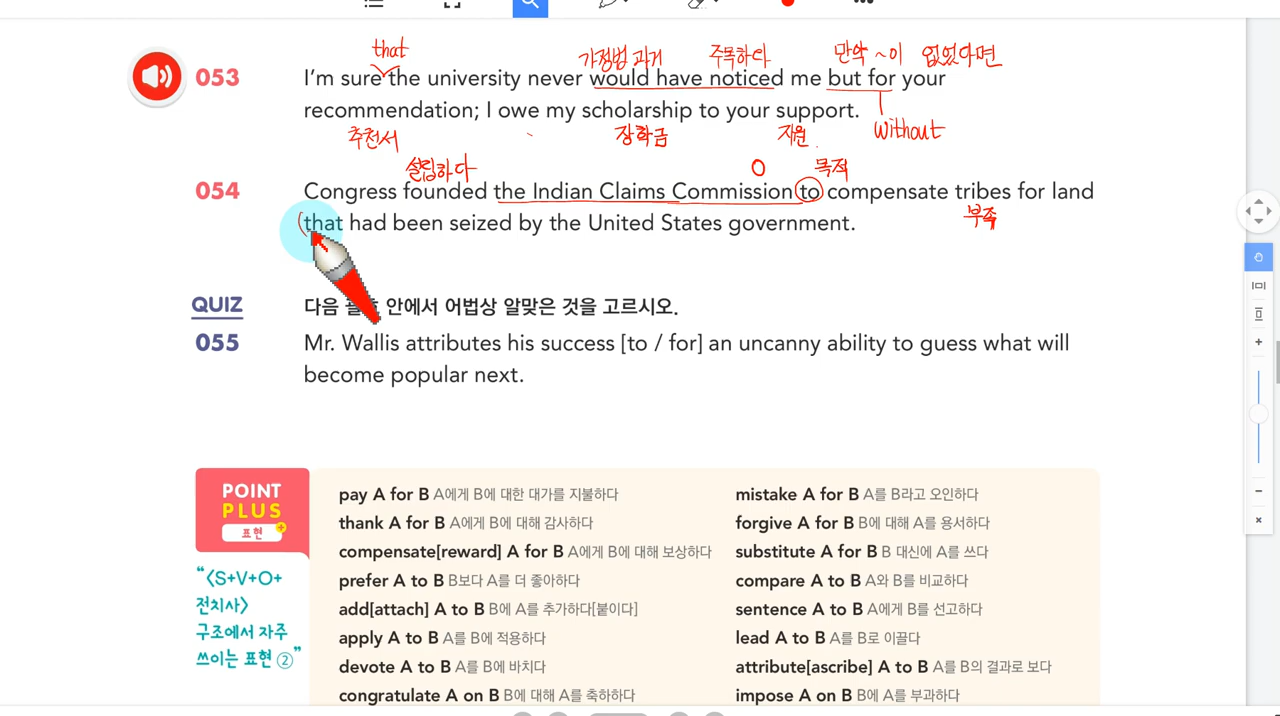 that 가정법 과거 주목하다 만약 ~이 없었다면
053 I'm sure the university never would have noticed me but for your
recommendation; I owe my scholarship to your support.
추천서 장학금 지원 without
설립하다 O 목적
054 Congress founded the Indian Claims Commission to compensate tribes for land
부족
(that had been seized by the United States government.
QUIZ 다음 안에서 어법상 알맞은 것을 고르시오.
055 Mr. Wallis attributes his success [to / for] an uncanny ability to guess what will
become popular next.
POINT
PLUS
표현
"<S+V+O+
전치사>
구조에서 자주
쓰이는 표현 ②"
pay A for B A에게 B에 대한 대가를 지불하다
thank A for B A에게 B에 대해 감사하다
compensate[reward] A for B A에게 B에 대해 보상하다
prefer A to B B보다 A를 더 좋아하다
add[attach] A to B B에 A를 추가하다[붙이다]
apply A to B A를 B에 적용하다
devote A to B A를 B에 바치다
congratulate A on B B에 대해 A를 축하하다
mistake A for B A를 B라고 오인하다
forgive A for B B에 대해 A를 용서하다
substitute A for B B 대신에 A를 쓰다
compare A to B A와 B를 비교하다
sentence A to B A에게 B를 선고하다
lead A to B A를 B로 이끌다
attribute[ascribe] A to B A를 B의 결과로 보다
impose A on B B에 A를 부과하다